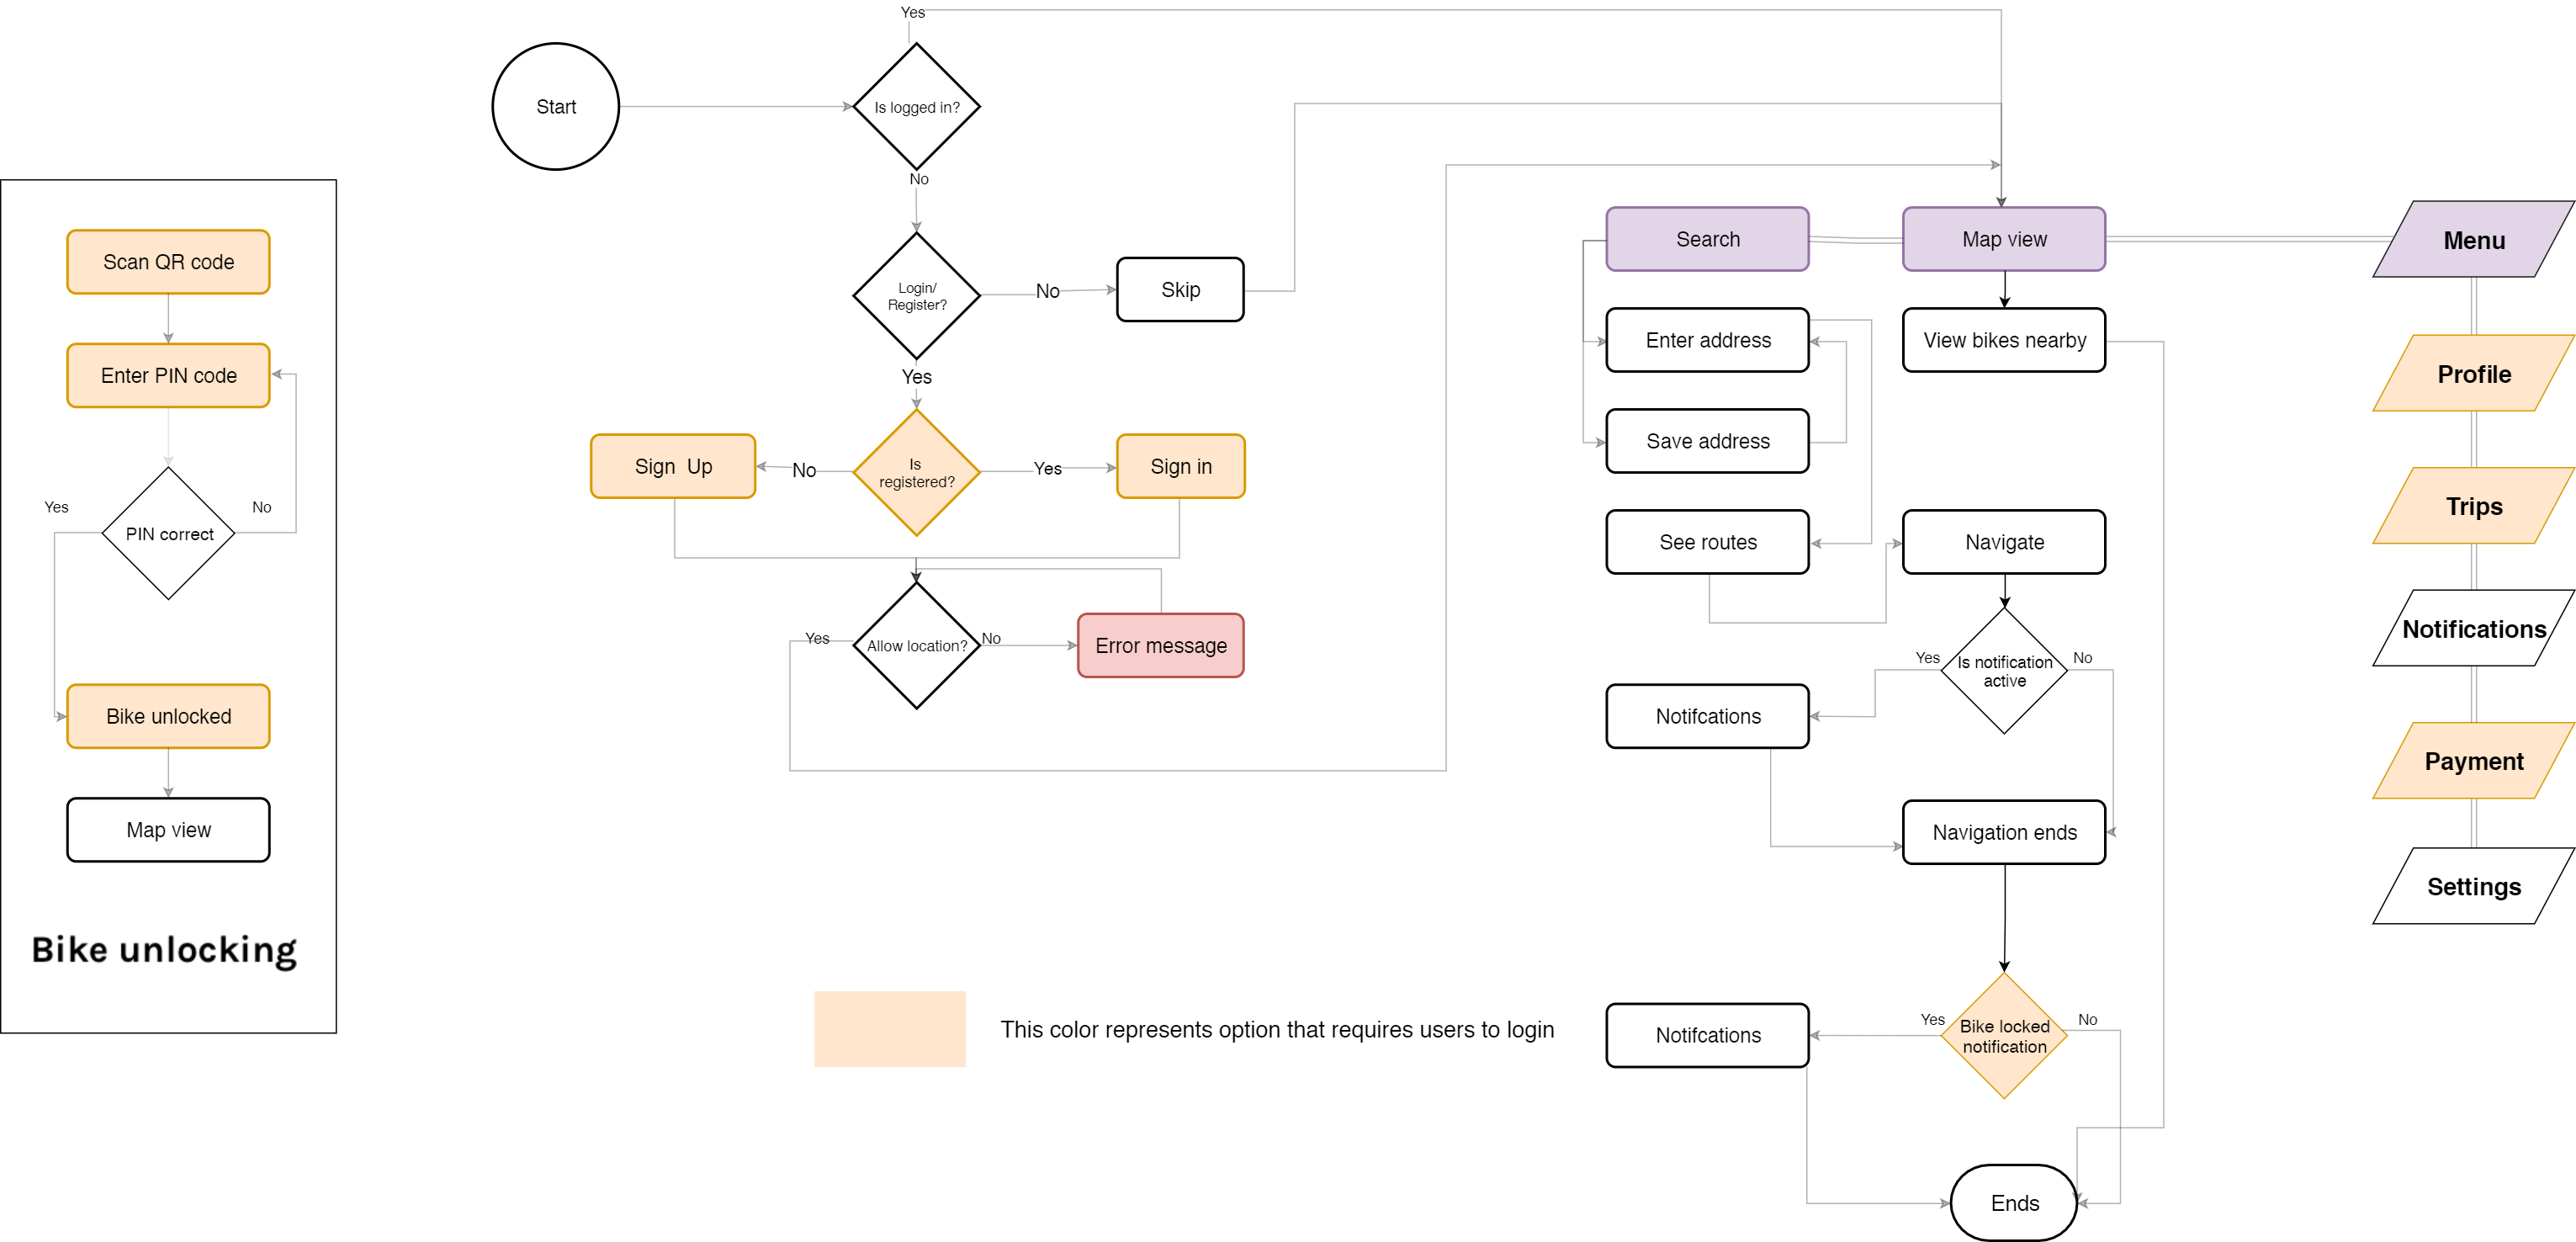 Yes
Start
Is logged in?
No
Scan QR code
Enter PIN code
Yes
No
PIN correct
Bike unlocked
Map view
Bike unlocking
Login/
Register?
No
Skip
Yes
Sign Up
No
Is
registered?
Yes
Sign in
Yes
Allow location?
No
Error message
Search
Map view
Enter address
View bikes nearby
Save address
See routes
Navigate
Yes
Is notification
active
No
Notifcations
Navigation ends
This color represents option that requires users to login
Notifcations
Yes
Bike locked
notification
No
Ends
Menu
Profile
Trips
Notifications
Payment
Settings